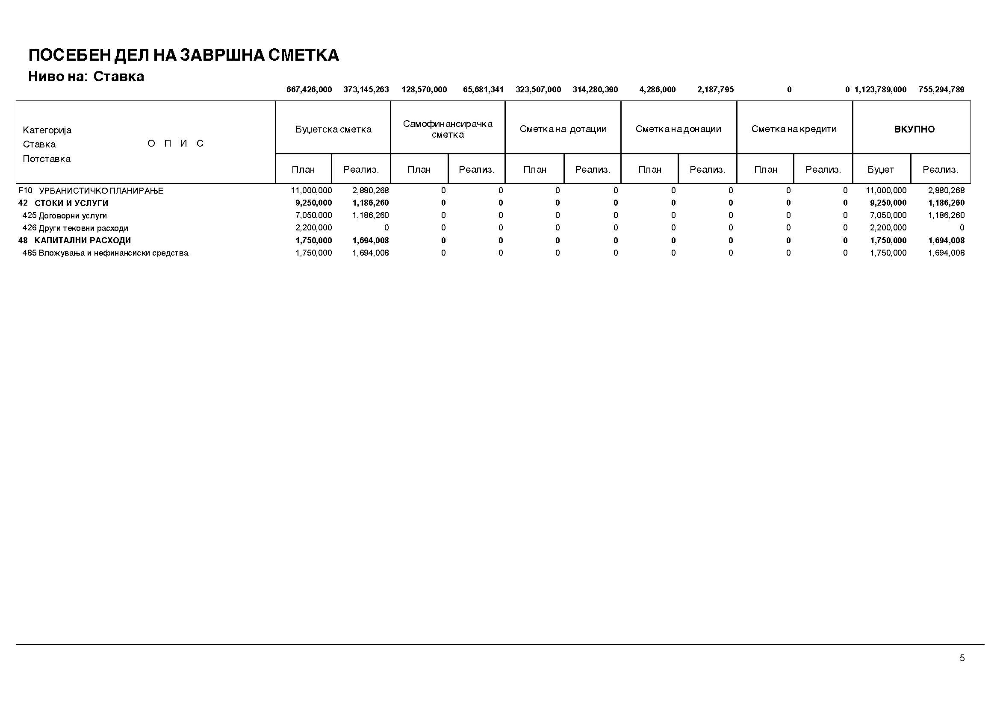 ПОСЕБЕН ДЕЛ НА ЗАВРШНА СМЕТКА
Ниво на: Ставка
667,426,000 373,145,263 128,570,000 65,681,341 323,507,000 314,280,390 4,286,000 2,187,795 0 0 1,123,789,000 755,294,789
Категорија
Ставка
Потставка
О П И С
Буџетска сметка
Самофинансирачка
сметка
Сметка на дотации
Сметка на донации
Сметка на кредити
ВКУПНО
План Реализ. План Реализ. План Реализ. План Реализ. План Реализ. Буџет Реализ.
F10 УРБАНИСТИЧКО ПЛАНИРАЊЕ 11,000,000 2,880,268 0 0 0 0 0 0 0 0 11,000,000 2,880,268
42 СТОКИ И УСЛУГИ 9,250,000 1,186,260 0 0 0 0 0 0 0 0 9,250,000 1,186,260
425 Договорни услуги 7,050,000 1,186,260 0 0 0 0 0 0 0 0 7,050,000 1,186,260
426 Други тековни расходи 2,200,000 0 0 0 0 0 0 0 0 0 2,200,000 0
48 КАПИТАЛНИ РАСХОДИ 1,750,000 1,694,008 0 0 0 0 0 0 0 0 1,750,000 1,694,008
485 Вложувања и нефинансиски средства 1,750,000 1,694,008 0 0 0 0 0 0 0 0 1,750,000 1,694,008
5